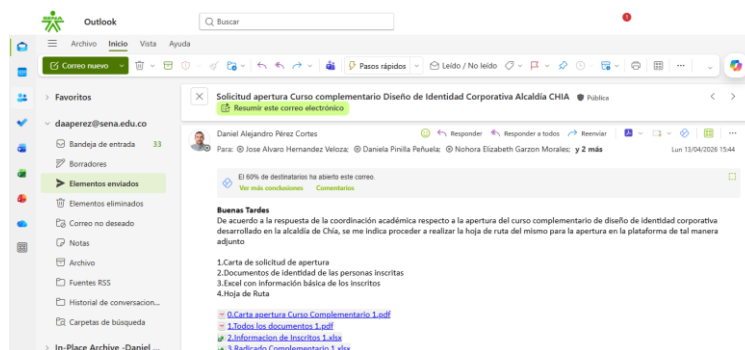 SENA
Outlook
Buscar
Archivo Inicio Vista Ayuda
Correo nuevo
Pasos rápidos
Leído / No leído
Favoritos
daaperez@sena.edu.co
Bandeja de entrada 33
Borradores
Elementos enviados
Elementos eliminados
Correo no deseado
Notas
Archivo
Fuentes RSS
Historial de conversacion...
Carpetas de búsqueda
In-Place Archive -Daniel ...
Solicitud apertura Curso complementario Diseño de Identidad Corporativa Alcaldía CHIA Pública
Resumir este correo electrónico
Daniel Alejandro Pérez Cortes
Responder Responder a todos Reenviar
Para: Jose Alvaro Hernandez Veloza; Daniela Pinilla Peñuela; Nohora Elizabeth Garzon Morales; y 2 más
Lun 13/04/2026 15:44
El 60% de destinatarios ha abierto este correo.
Ver más conclusiones Comentarios
Buenas Tardes
De acuerdo a la respuesta de la coordinación académica respecto a la apertura del curso complementario de diseño de identidad corporativa
desarrollado en la alcaldía de Chía, se me indica proceder a realizar la hoja de ruta del mismo para la apertura en la plataforma de tal manera
adjunto
1.Carta de solicitud de apertura
2.Documentos de identidad de las personas inscritas
3.Excel con información básica de los inscritos
4.Hoja de Ruta
0.Carta apertura Curso Complementario 1.pdf
1.Todos los documentos 1.pdf
2.Informacion de Inscritos 1.xlsx
3.Radicado Complementario 1.xlsx